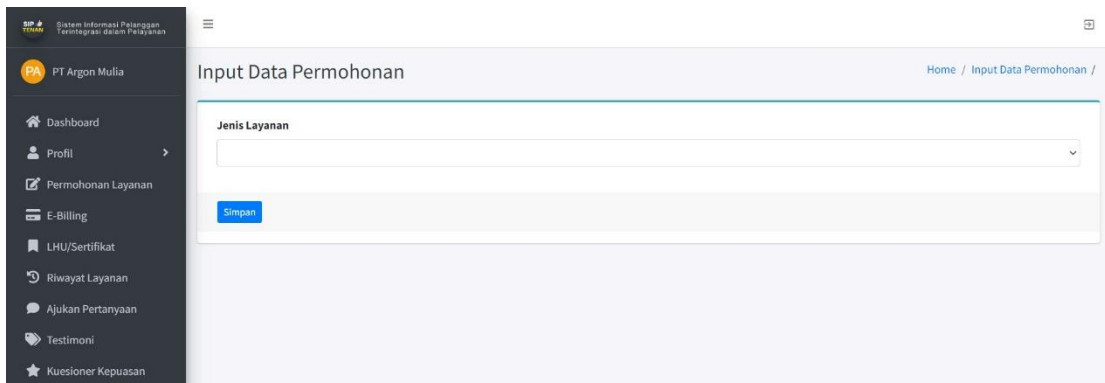 SIP
TENAN
Sistem Informasi Pelanggan
Terintegrasi dalam Pelayanan
PA
PT Argon Mulia
Dashboard
Profil
Permohonan Layanan
E-Billing
LHU/Sertifikat
Riwayat Layanan
Ajukan Pertanyaan
Testimoni
Kuesioner Kepuasan
Input Data Permohonan
Home / Input Data Permohonan /
Jenis Layanan
Simpan